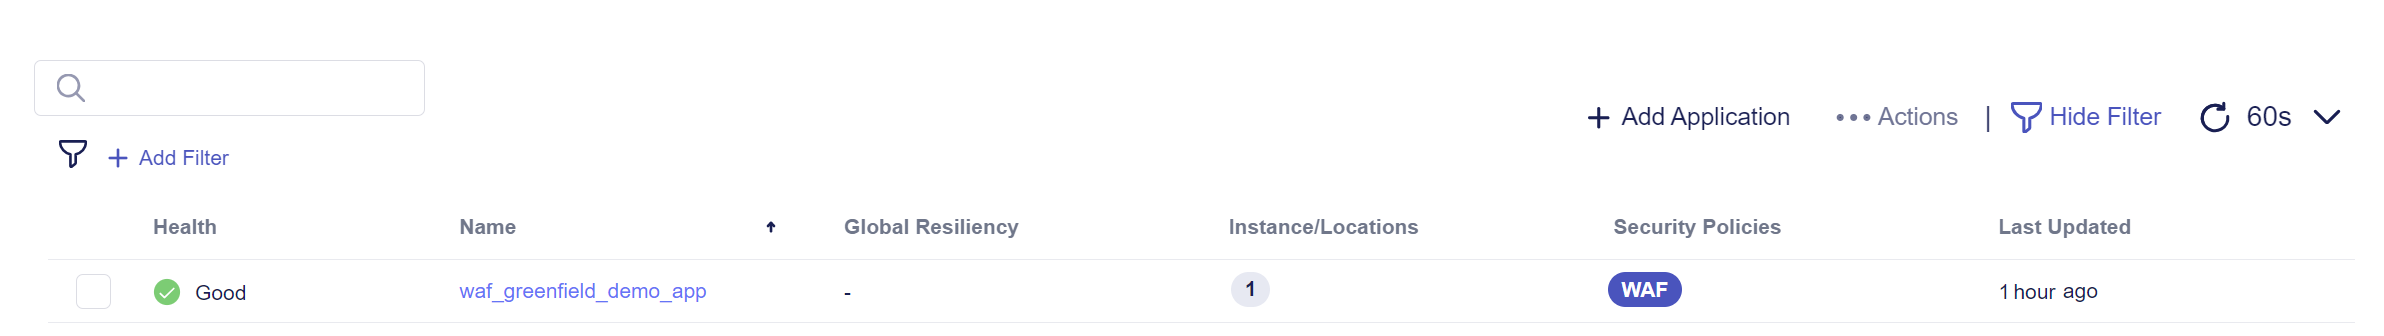 + Add Application ••• Actions | Hide Filter 60s
+ Add Filter
Health Name Global Resiliency Instance/Locations Security Policies Last Updated
Good waf_greenfield_demo_app - 1 WAF 1 hour ago